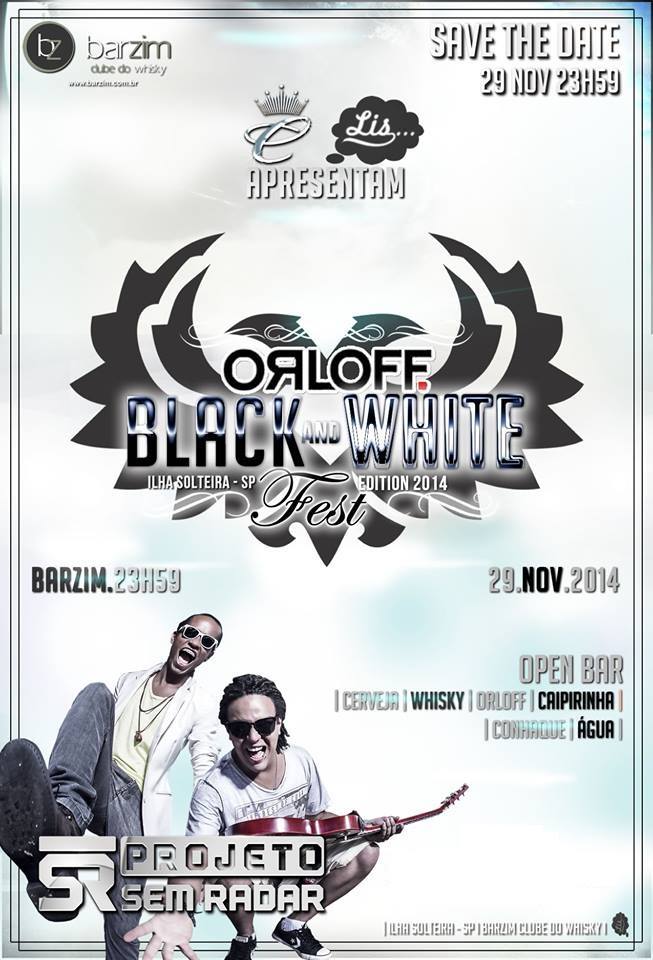 bz barzim
clube do whisky
www.barzim.com.br
SAVE THE DATE
29 NOV 23H59
Lis...
APRESENTAM
ORLOFF.
BLACK AND WHITE
ILHA SOLTEIRA - SP EDITION 2014
Fest
BARZIM.23H59
29.NOV.2014
OPEN BAR
| CERVEJA | WHISKY | ORLOFF | CAIPIRINHA |
| CONHAQUE | ÁGUA |
SR PROJETO
SEM RADAR
| ILHA SOLTEIRA - SP | BARZIM CLUBE DO WHISKY |